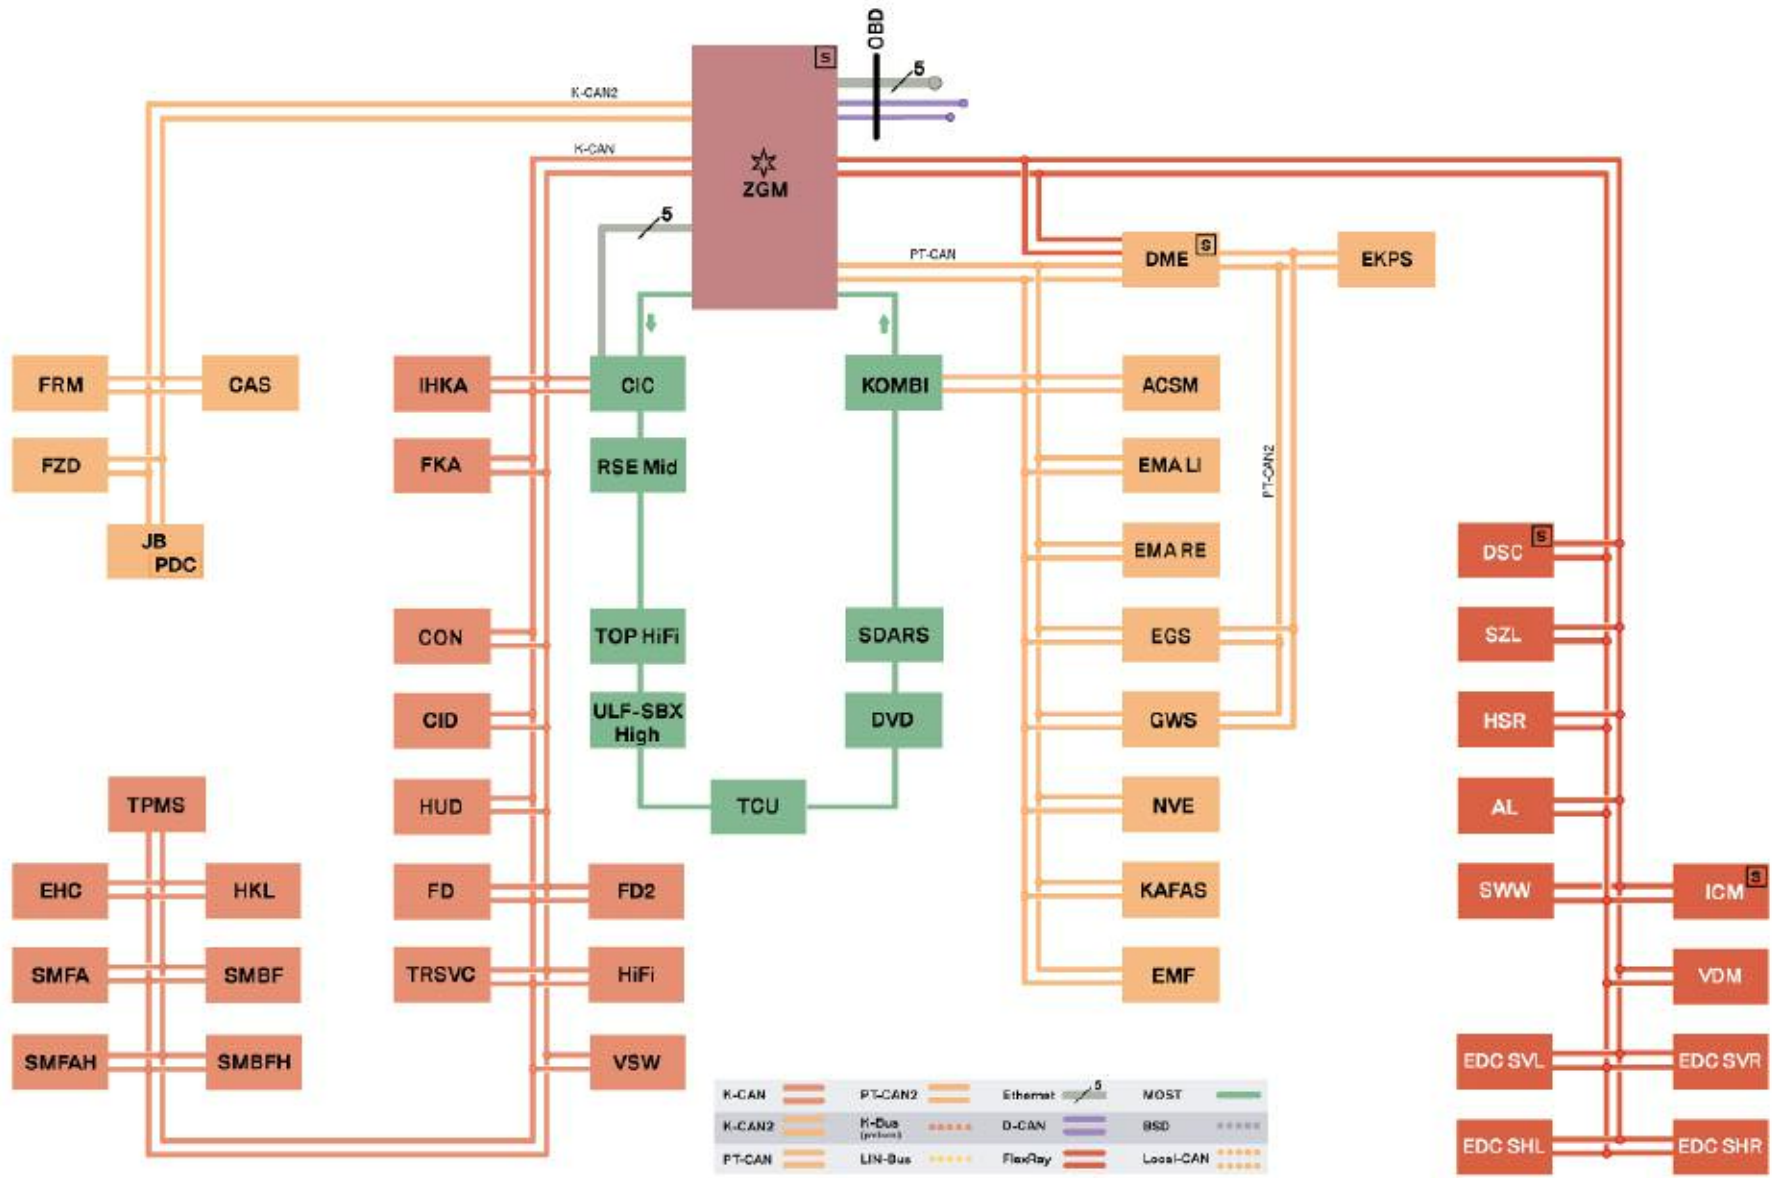 OBD
S
5
K-CAN2
K-CAN
ZGM
5
PT-CAN
DME
S
EKPS
FRM
CAS
IHKA
CIC
KOMBI
ACSM
FZD
FKA
RSE Mid
EMA LI
PT-CAN2
JB
PDC
EMA RE
DSC
S
CON
TOP HiFi
SDARS
EGS
SZL
CID
ULF-SBX
High
DVD
GWS
HSR
TPMS
HUD
TCU
NVE
AL
EHC
HKL
FD
FD2
KAFAS
SWW
ICM
S
SMFA
SMBF
TRSVC
HiFi
EMF
VDM
SMFAH
SMBFH
VSW
EDC SVL
EDC SVR
K-CAN
PT-CAN2
Ethernet
5
MOST
K-CAN2
K-Bus
D-CAN
BSD
PT-CAN
LIN-Bus
FlexRay
Local-CAN
EDC SHL
EDC SHR